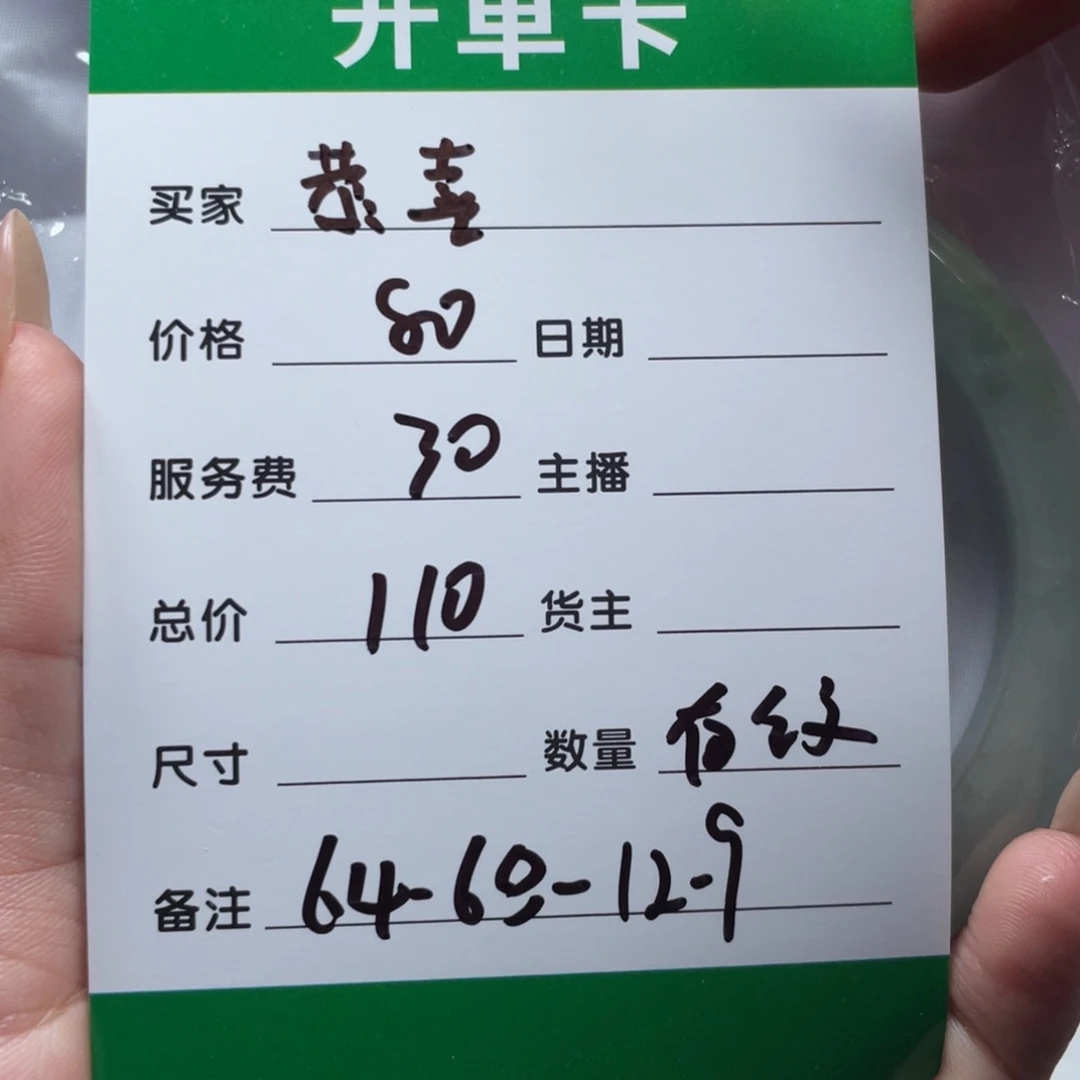 开单卡
买家 恭喜
价格 80 日期
服务费 30 主播
总价 110 货主
尺寸 数量 有纹
备注 64-60-12-9